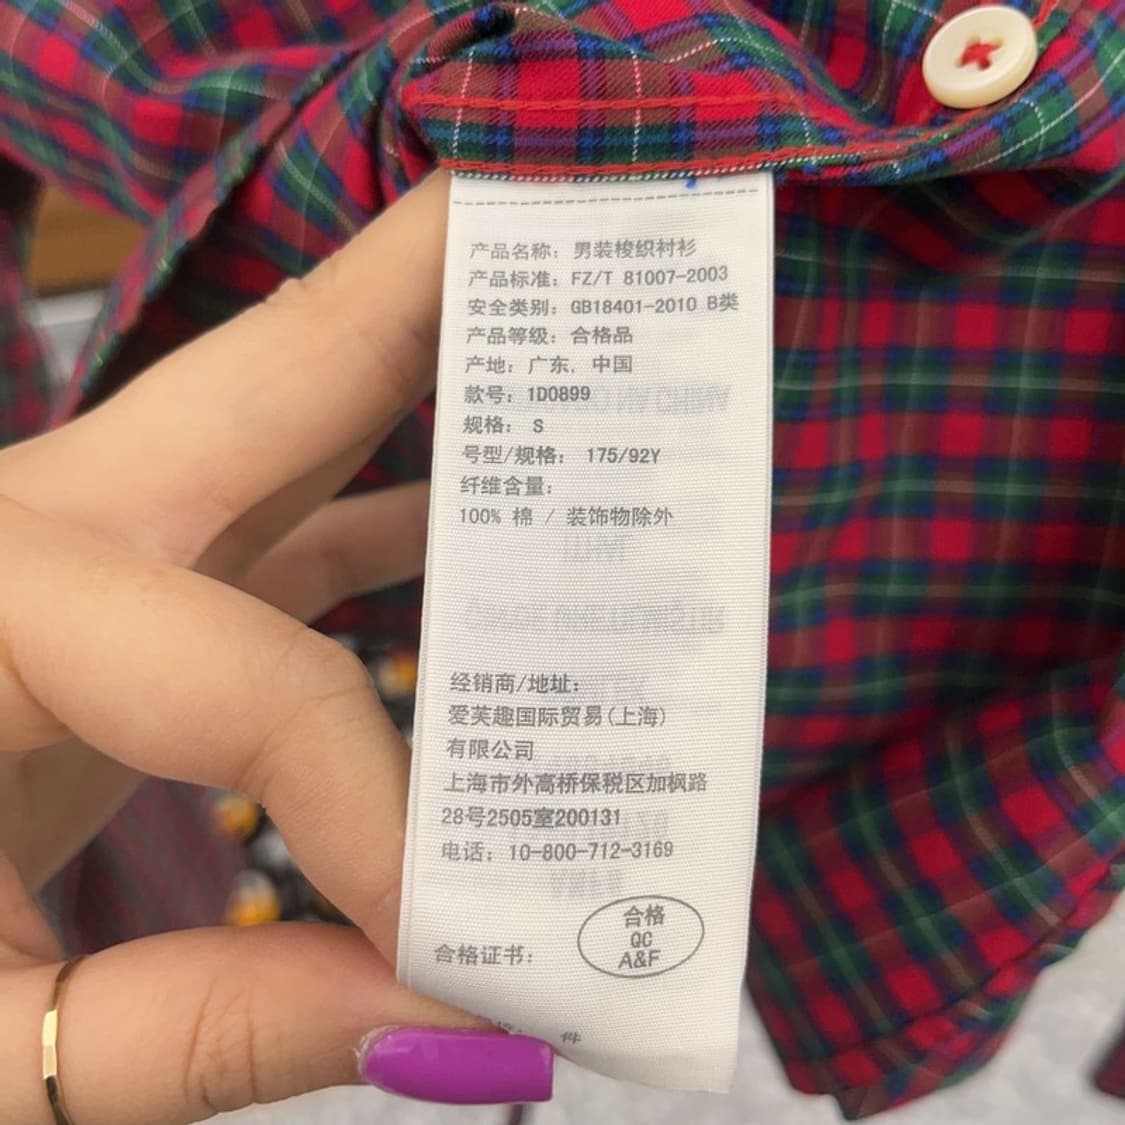 产品名称：男装梭织衬衫
产品标准：FZ/T 81007-2003
安全类别：GB18401-2010 B类
产品等级：合格品
产地：广东，中国
款号：1D0899
规格：S
号型/规格：175/92Y
纤维含量：
100% 棉 / 装饰物除外
经销商/地址：
爱芙趣国际贸易(上海)
有限公司
上海市外高桥保税区加枫路
28号2505室200131
电话：10-800-712-3169
合格
QC
A&F
合格证书：
件